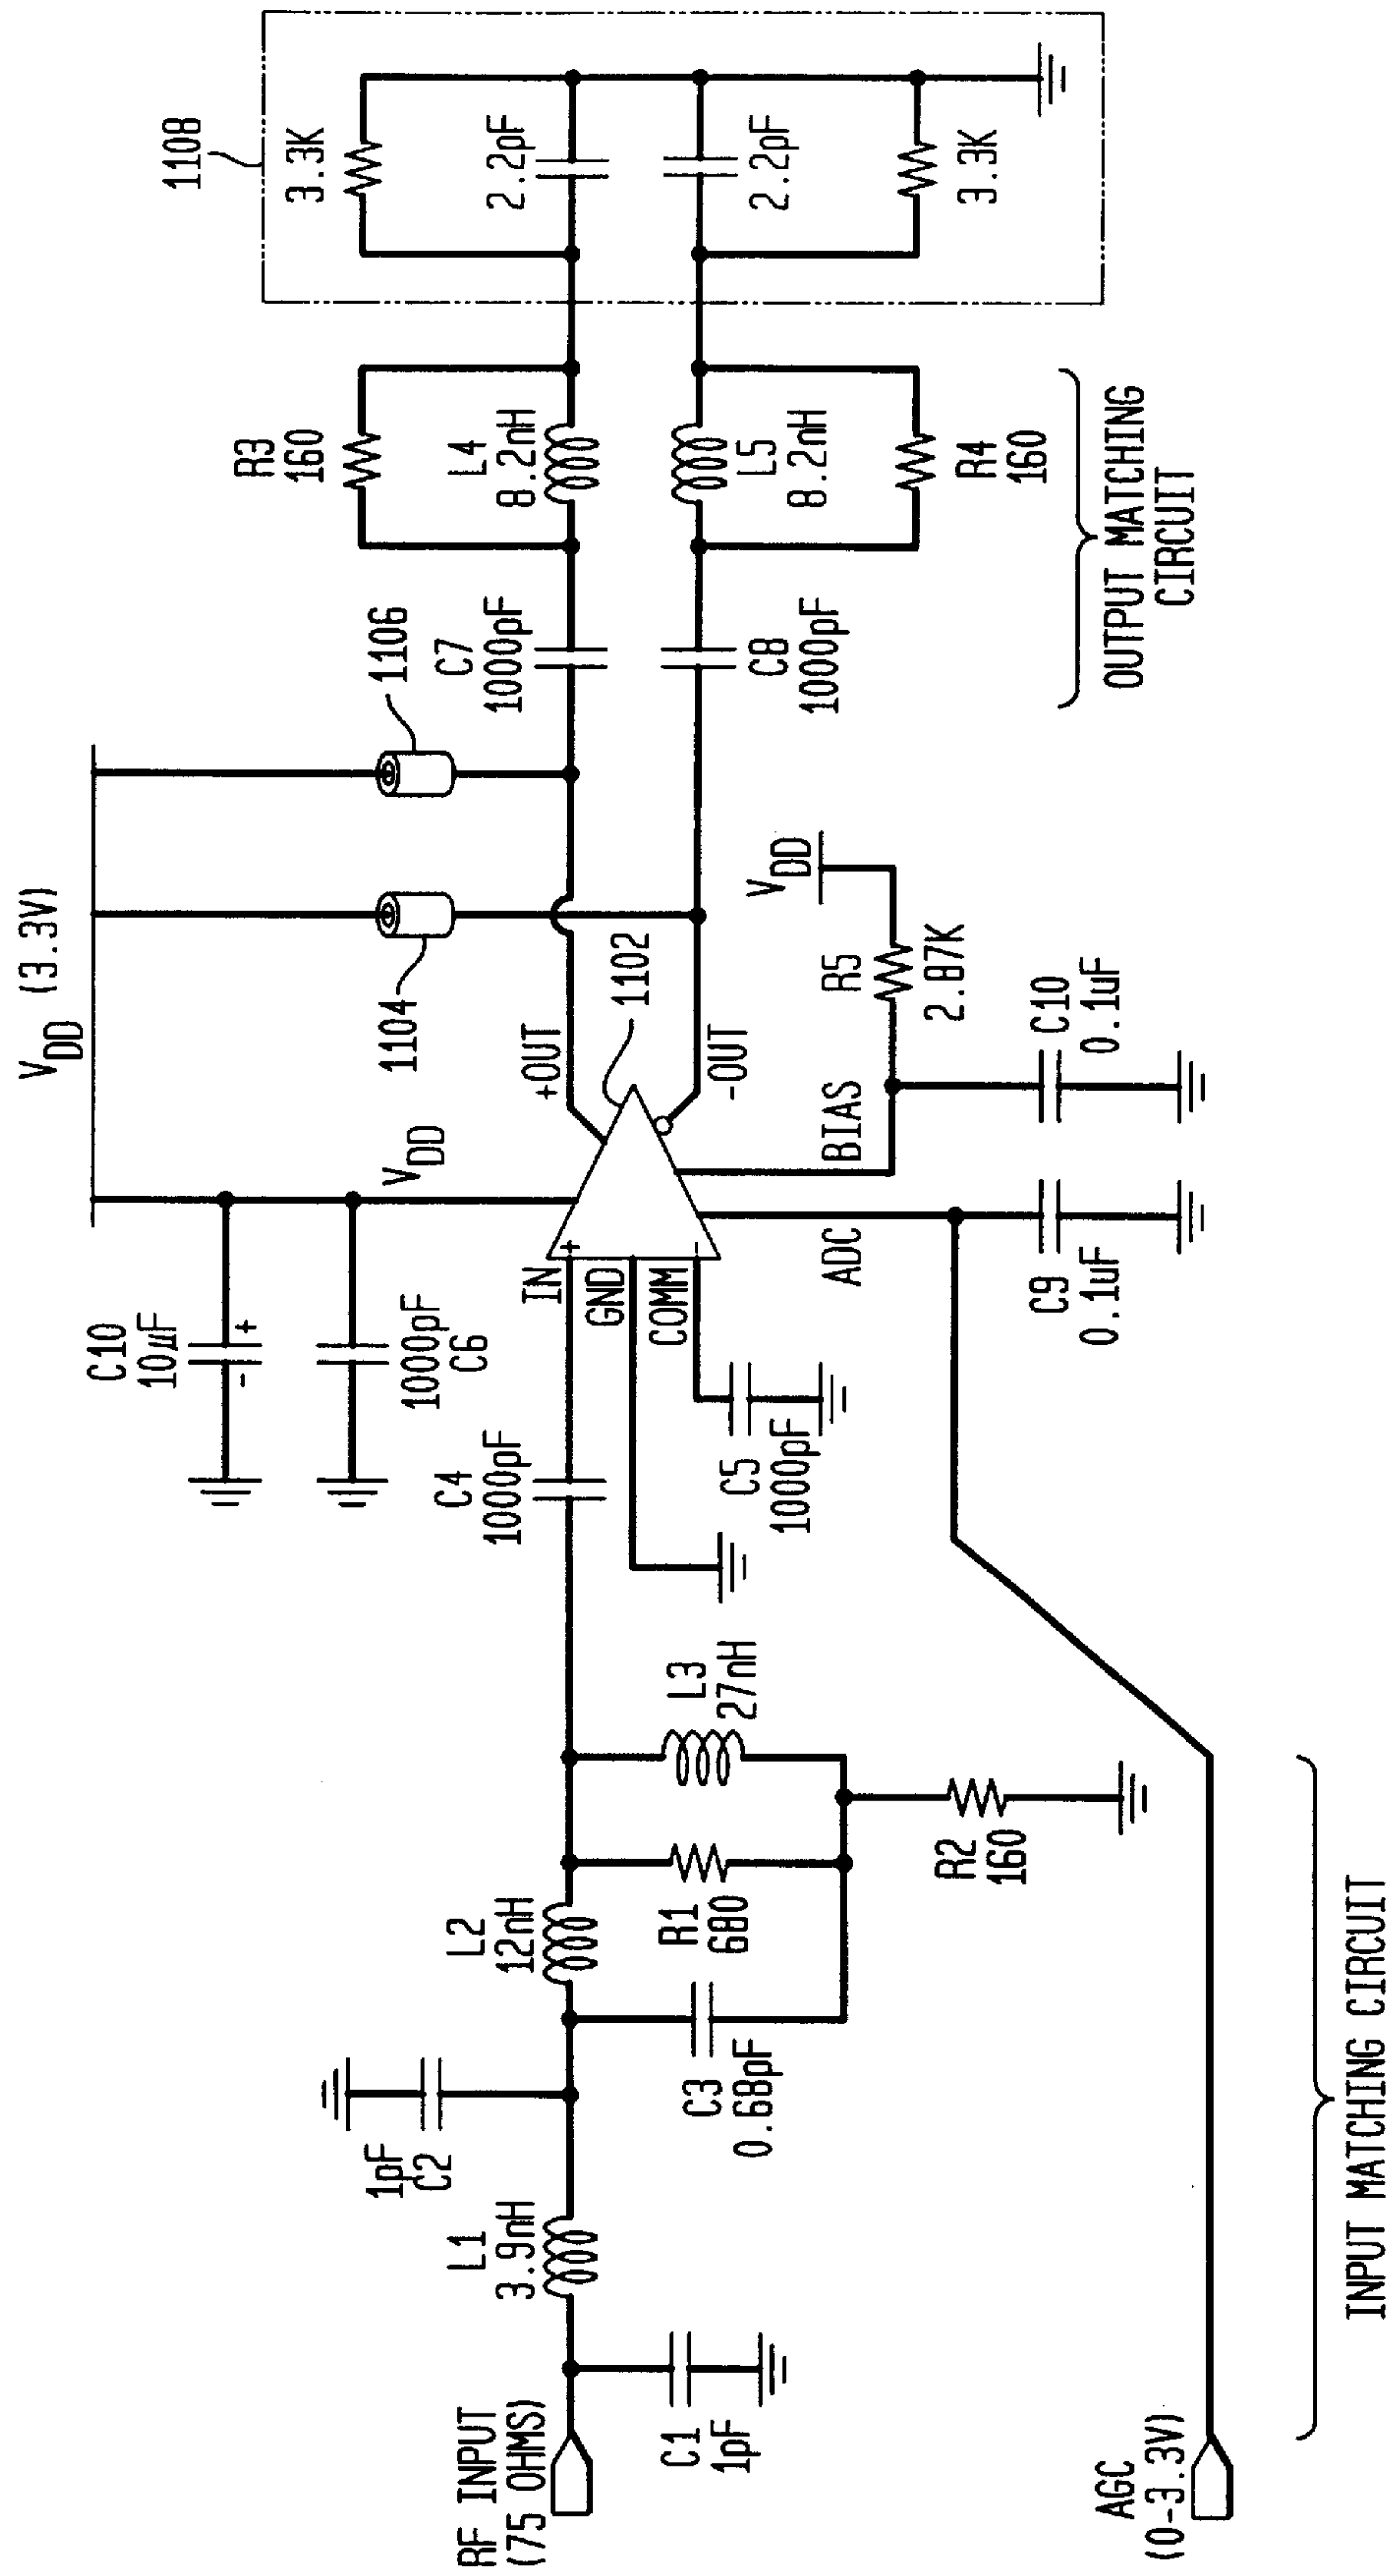 VDD (3.3V)
1108
3.3K
2.2pF
2.2pF
3.3K
R3
160
L4
8.2nH
L5
8.2nH
R4
160
OUTPUT MATCHING
CIRCUIT
1106
C7
1000pF
C8
1000pF
1104
1102
+OUT
-OUT
VDD
R5
2.87K
BIAS
C10
0.1uF
VDD
C10
10µF
+
-
1000pF
C6
IN
+
GND
COMM
-
ADC
C9
0.1uF
C4
1000pF
C5
1000pF
L3
27nH
L2
12nH
R1
680
R2
160
C3
0.68pF
1pF
C2
L1
3.9nH
C1
1pF
RF INPUT
(75 OHMS)
AGC
(0-3.3V)
INPUT MATCHING CIRCUIT